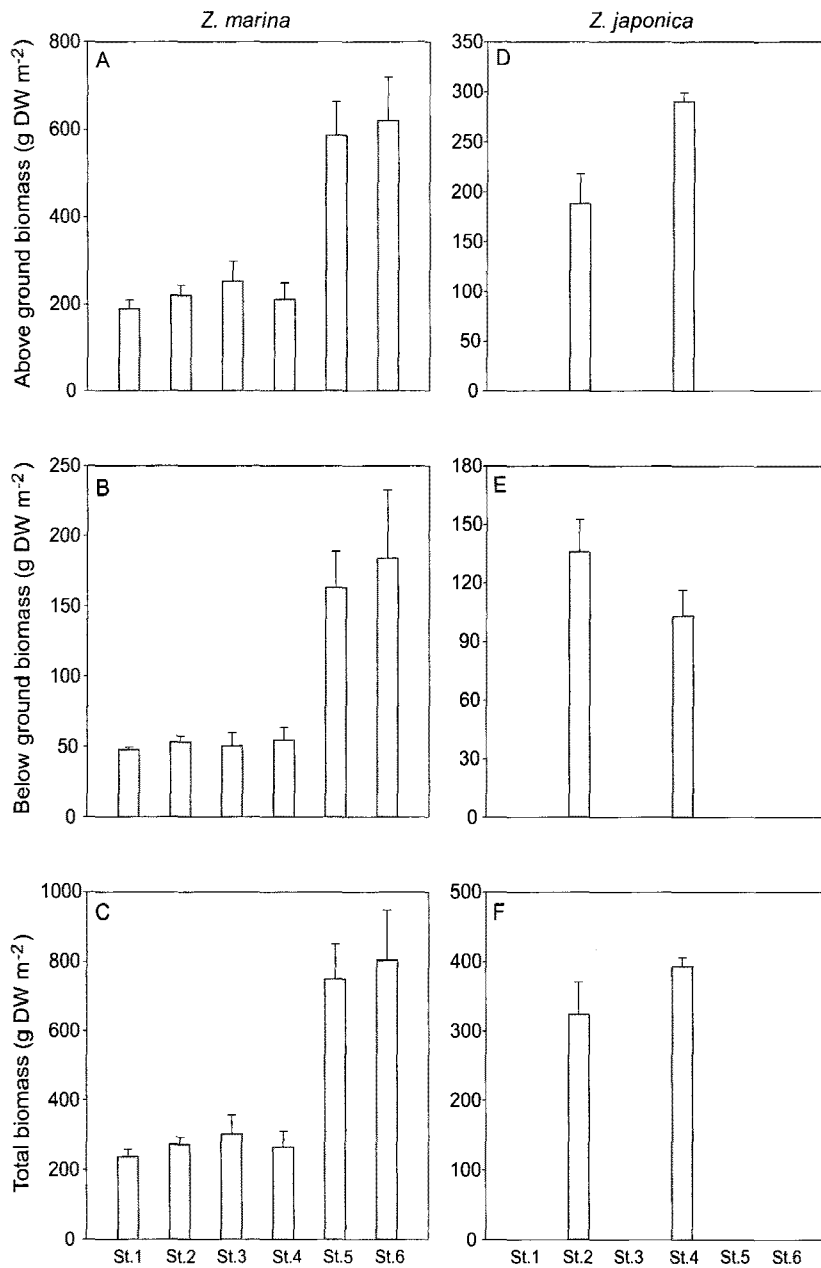 Z. marina
Z. japonica
Above ground biomass (g DW m-2)
A
800
600
400
200
0
D
350
300
250
200
150
100
50
0
Below ground biomass (g DW m-2)
B
250
200
150
100
50
0
E
180
150
120
90
60
30
0
Total biomass (g DW m-2)
C
1000
800
600
400
200
0
F
500
400
300
200
100
0
St.1 St.2 St.3 St.4 St.5 St.6
St.1 St.2 St.3 St.4 St.5 St.6